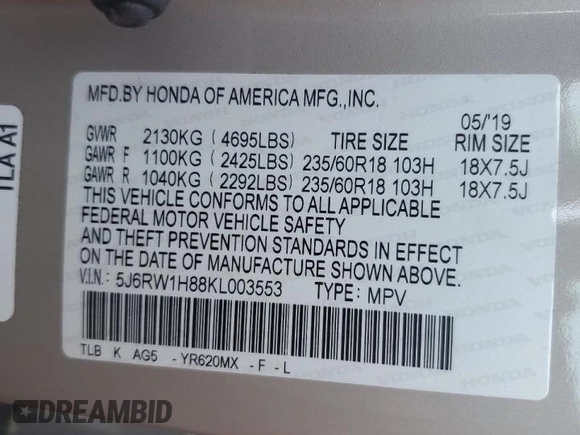 MFD.BY HONDA OF AMERICA MFG.,INC.
05/'19
GVWR 2130KG (4695LBS) TIRE SIZE RIM SIZE
GAWR F 1100KG (2425LBS) 235/60R18 103H 18X7.5J
GAWR R 1040KG (2292LBS) 235/60R18 103H 18X7.5J
THIS VEHICLE CONFORMS TO ALL APPLICABLE
FEDERAL MOTOR VEHICLE SAFETY
AND THEFT PREVENTION STANDARDS IN EFFECT
ON THE DATE OF MANUFACTURE SHOWN ABOVE.
V.I.N: 5J6RW1H88KL003553 TYPE: MPV
TLB K AG5 -YR620MX -F -L
TLA A1
DREAMBID